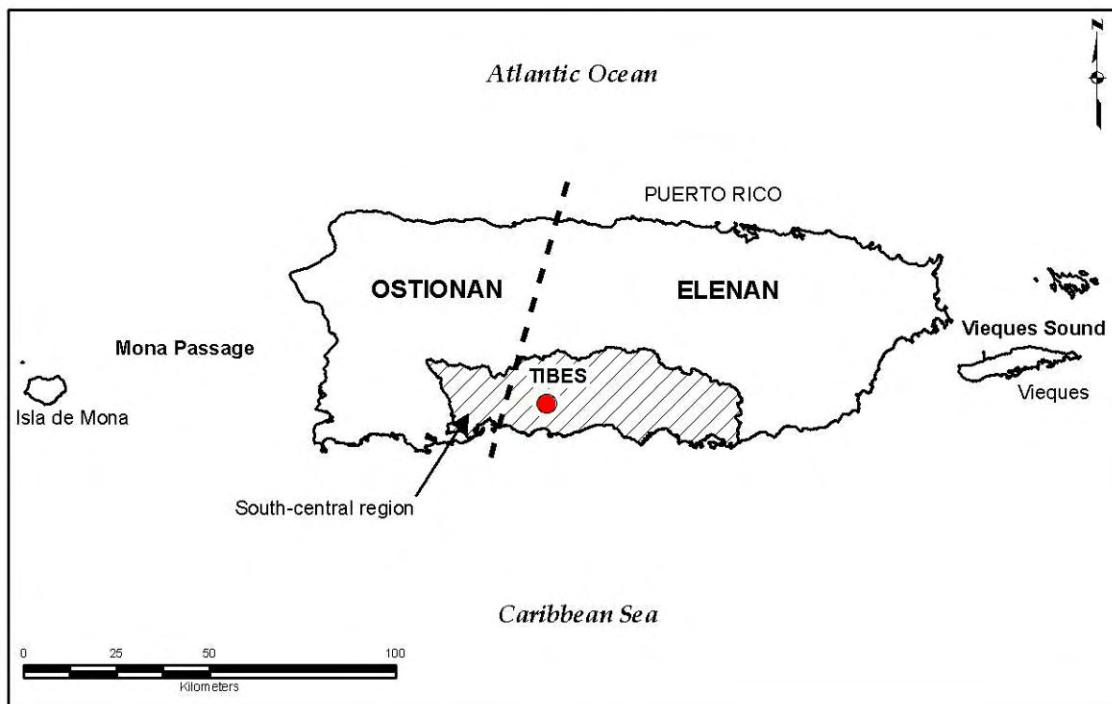 N
Atlantic Ocean
PUERTO RICO
OSTIONAN
ELENAN
Mona Passage
Vieques Sound
TIBES
Vieques
Isla de Mona
South-central region
Caribbean Sea
0 25 50 100
Kilometers